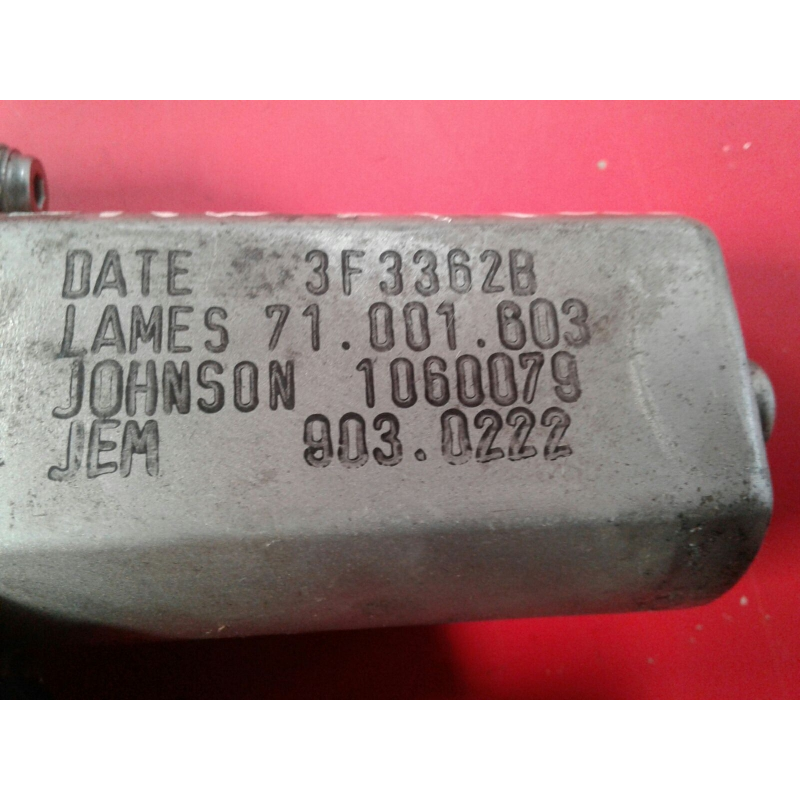 DATE 3F3362B
LAMES 71.001.603
JOHNSON 1060079
JEM 903.0222